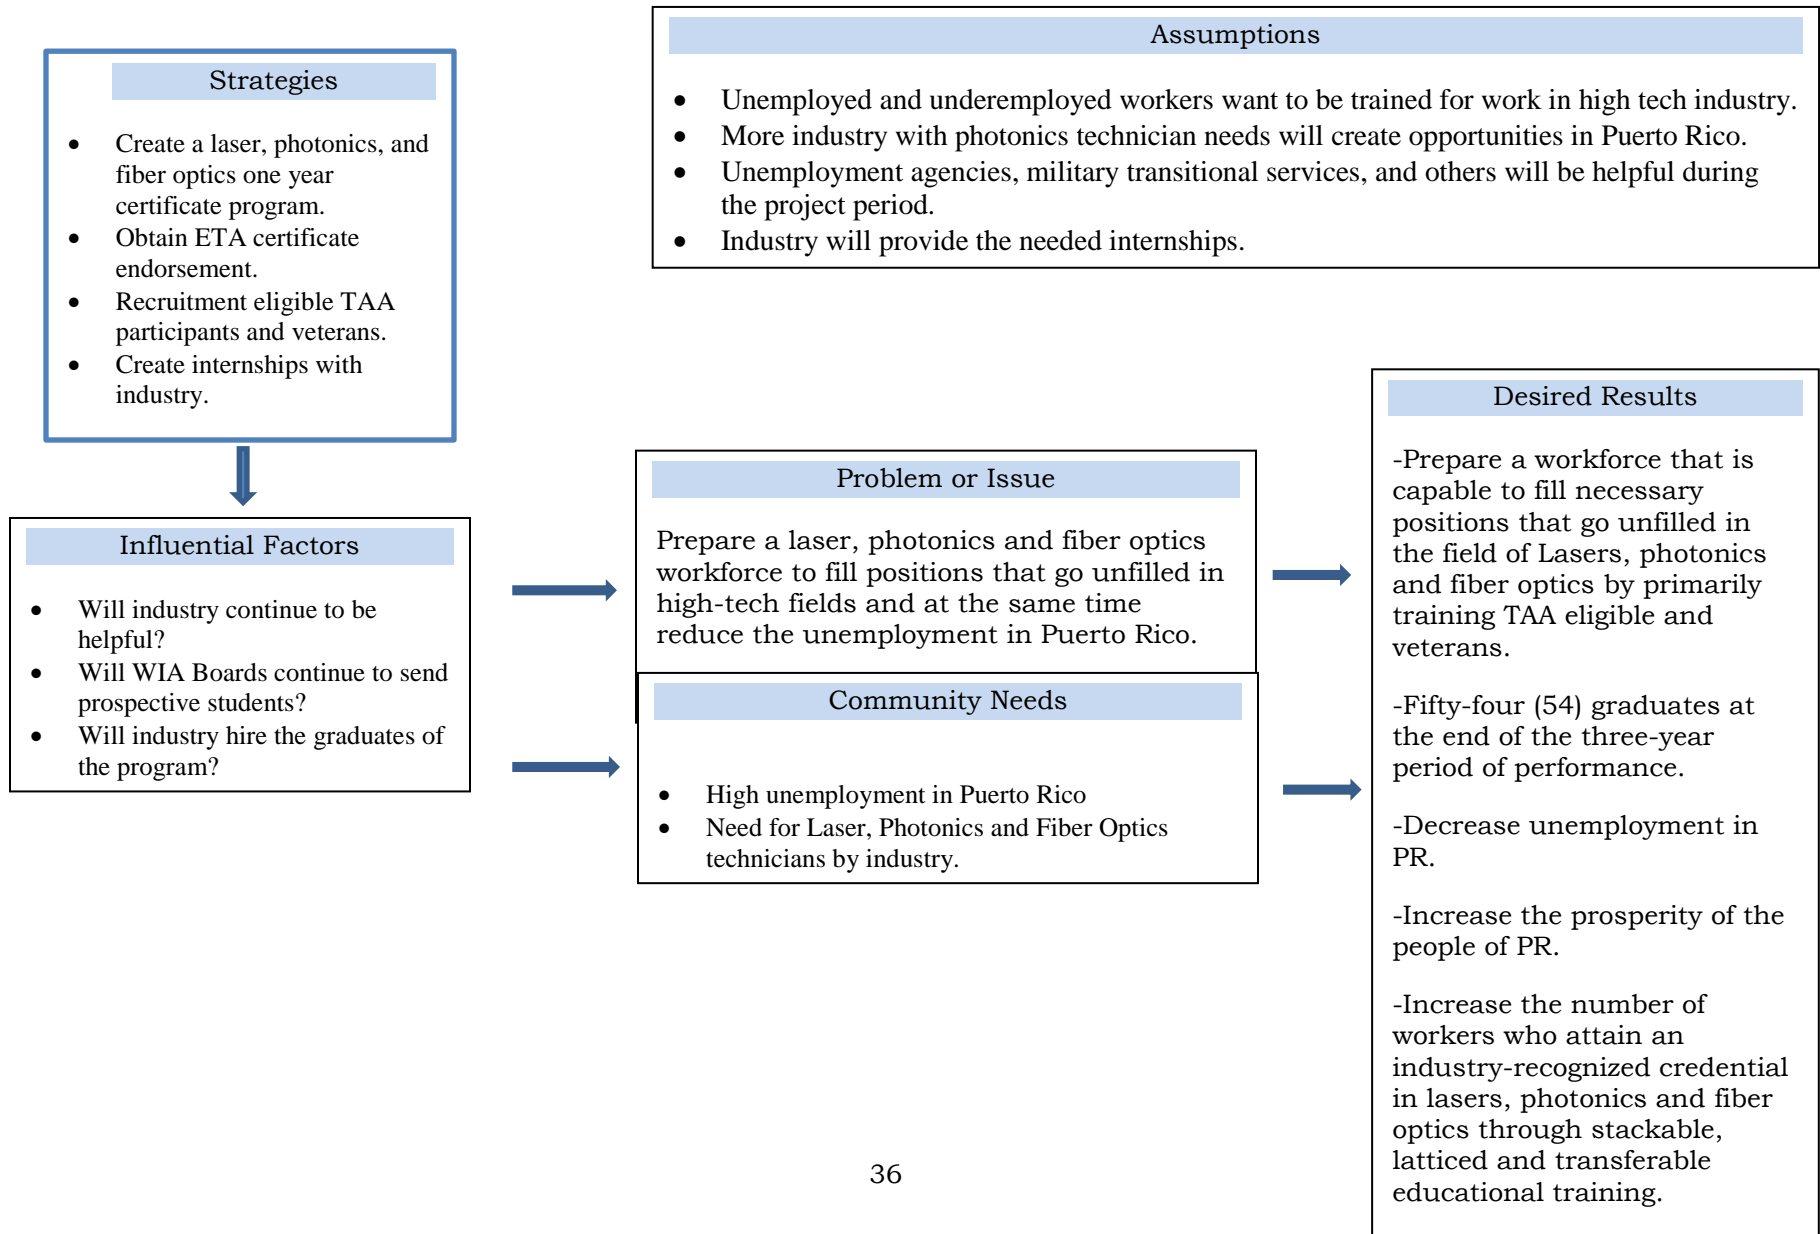 Assumptions
• Unemployed and underemployed workers want to be trained for work in high tech industry.
• More industry with photonics technician needs will create opportunities in Puerto Rico.
• Unemployment agencies, military transitional services, and others will be helpful during
the project period.
• Industry will provide the needed internships.
Strategies
• Create a laser, photonics, and
fiber optics one year
certificate program.
• Obtain ETA certificate
endorsement.
• Recruitment eligible TAA
participants and veterans.
• Create internships with
industry.
Influential Factors
• Will industry continue to be
helpful?
• Will WIA Boards continue to send
prospective students?
• Will industry hire the graduates of
the program?
Problem or Issue
Prepare a laser, photonics and fiber optics
workforce to fill positions that go unfilled in
high-tech fields and at the same time
reduce the unemployment in Puerto Rico.
Community Needs
• High unemployment in Puerto Rico
• Need for Laser, Photonics and Fiber Optics
technicians by industry.
Desired Results
-Prepare a workforce that is
capable to fill necessary
positions that go unfilled in
the field of Lasers, photonics
and fiber optics by primarily
training TAA eligible and
veterans.
-Fifty-four (54) graduates at
the end of the three-year
period of performance.
-Decrease unemployment in
PR.
-Increase the prosperity of the
people of PR.
-Increase the number of
workers who attain an
industry-recognized credential
in lasers, photonics and fiber
optics through stackable,
latticed and transferable
educational training.
36